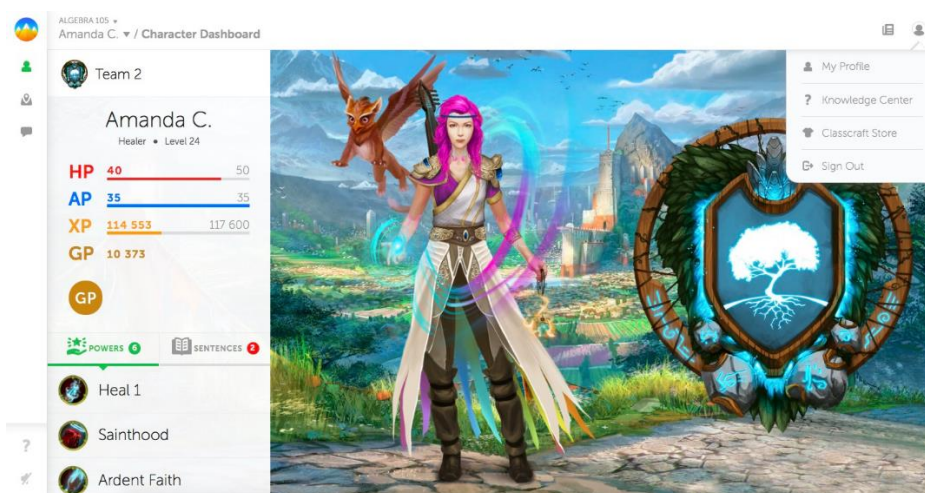 ALGEBRA 105 ▾
Amanda C. ▾ / Character Dashboard
My Profile
? Knowledge Center
Classcraft Store
Sign Out
Team 2
Amanda C.
Healer • Level 24
HP 40 50
AP 35 35
XP 114 553 117 600
GP 10 373
GP
POWERS 6 SENTENCES 2
Heal 1
Sainthood
Ardent Faith
?